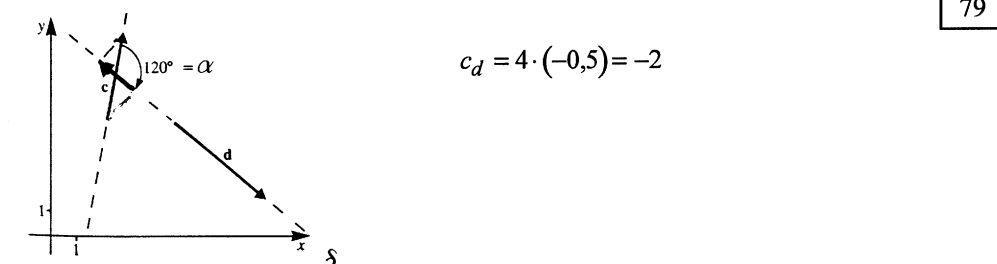 79
y
120° = α
c
c_d = 4 · (−0,5) = −2
d
1
1
x
δ